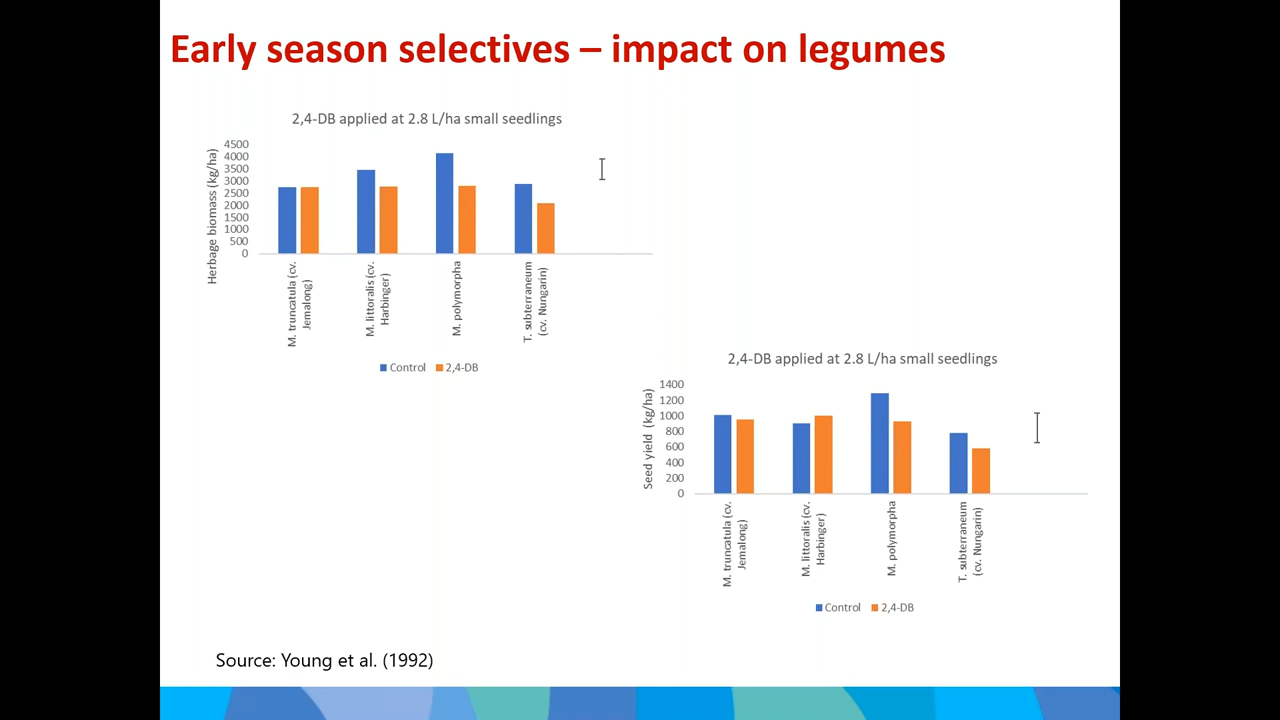 Early season selectives – impact on legumes
2,4-DB applied at 2.8 L/ha small seedlings
Herbage biomass (kg/ha)
4500
4000
3500
3000
2500
2000
1500
1000
500
0
M. truncatula (cv.
Jemalong)
M. littoralis (cv.
Harbinger)
M. polymorpha
T. subterraneum
(cv. Nungarin)
Control
2,4-DB
2,4-DB applied at 2.8 L/ha small seedlings
Seed yield (kg/ha)
1400
1200
1000
800
600
400
200
0
M. truncatula (cv.
Jemalong)
M. littoralis (cv.
Harbinger)
M. polymorpha
T. subterraneum
(cv. Nungarin)
Control
2,4-DB
Source: Young et al. (1992)